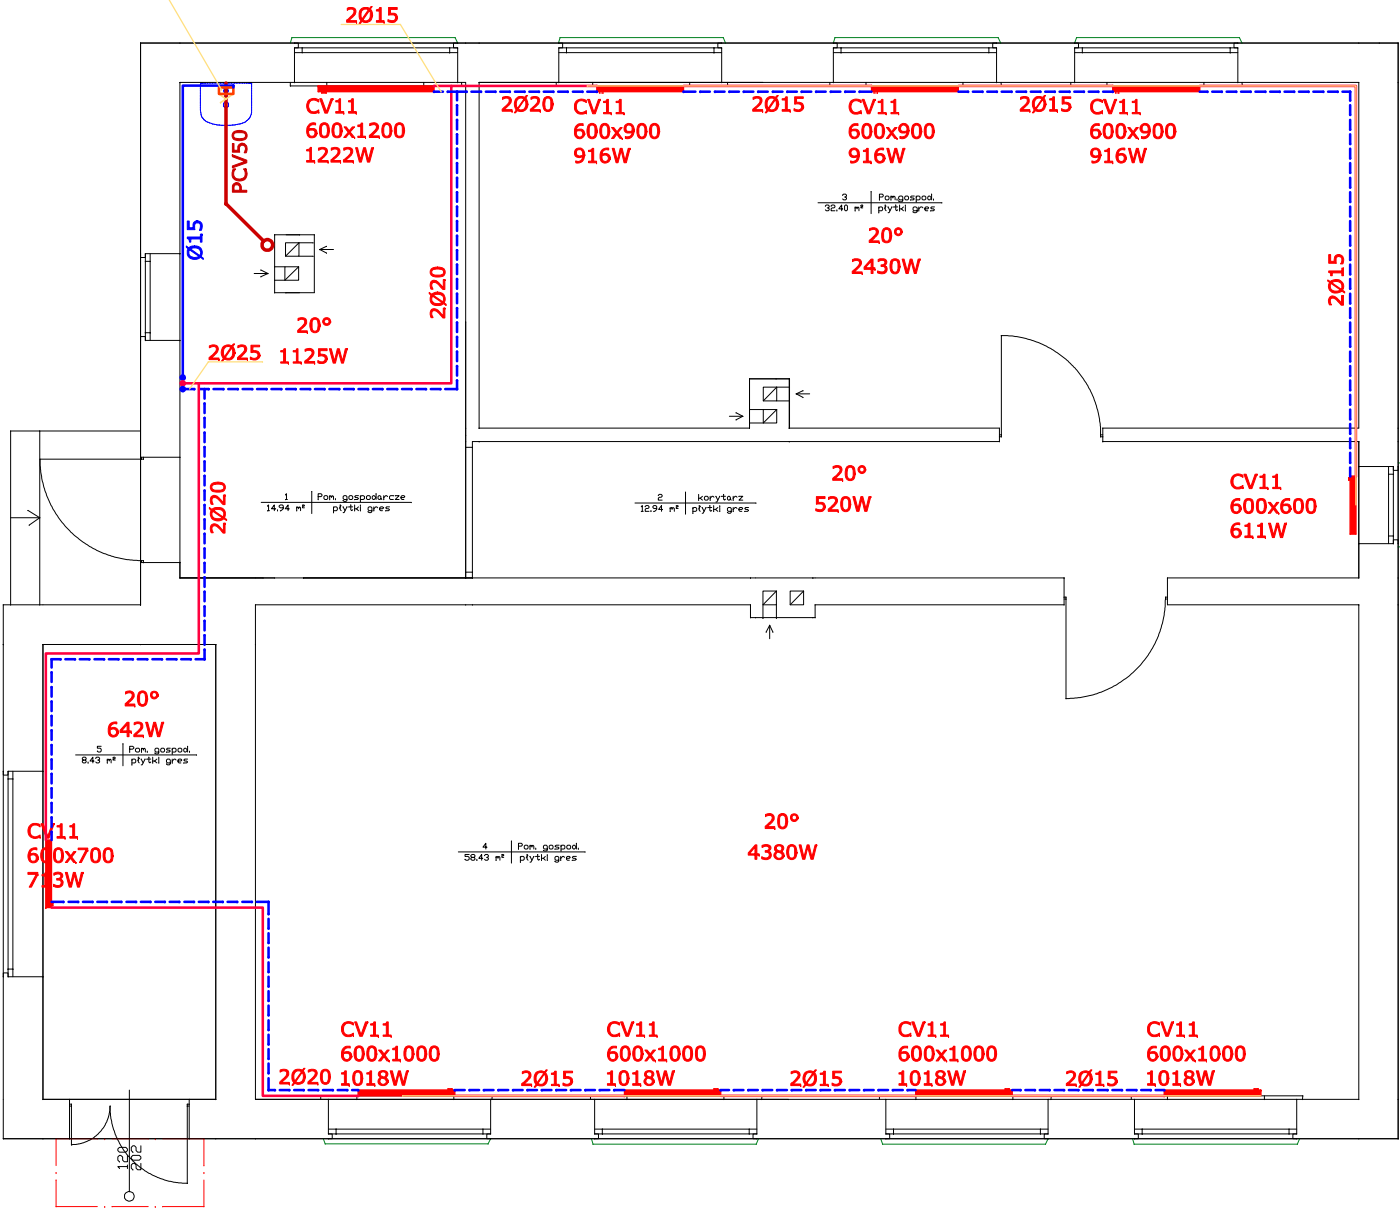 2Ø15
CV11
600x1200
1222W
2Ø20
CV11
600x900
916W
2Ø15
CV11
600x900
916W
2Ø15
CV11
600x900
916W
PCV50
Ø15
2Ø20
3 Pom.gospod.
32.40 m² płytki gres
20°
2430W
2Ø15
20°
1125W
2Ø25
2Ø20
1 Pom. gospodarcze
14.94 m² płytki gres
2 korytarz
12.94 m² płytki gres
20°
520W
CV11
600x600
611W
20°
642W
5 Pom. gospod.
8.43 m² płytki gres
CV11
600x700
713W
4 Pom. gospod.
58.43 m² płytki gres
20°
4380W
2Ø20
CV11
600x1000
1018W
2Ø15
CV11
600x1000
1018W
2Ø15
CV11
600x1000
1018W
2Ø15
CV11
600x1000
1018W
120
202